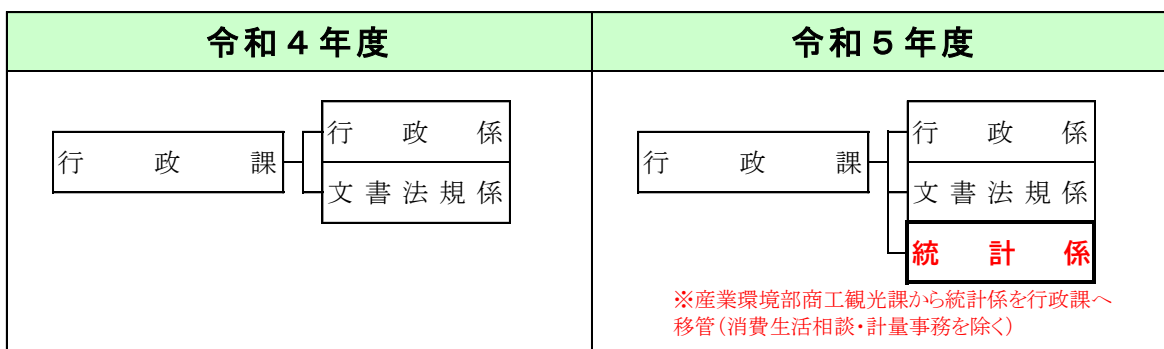 令和４年度
令和５年度
行政課
行政係
文書法規係
行政課
行政係
文書法規係
統計係
※産業環境部商工観光課から統計係を行政課へ
移管(消費生活相談・計量事務を除く)